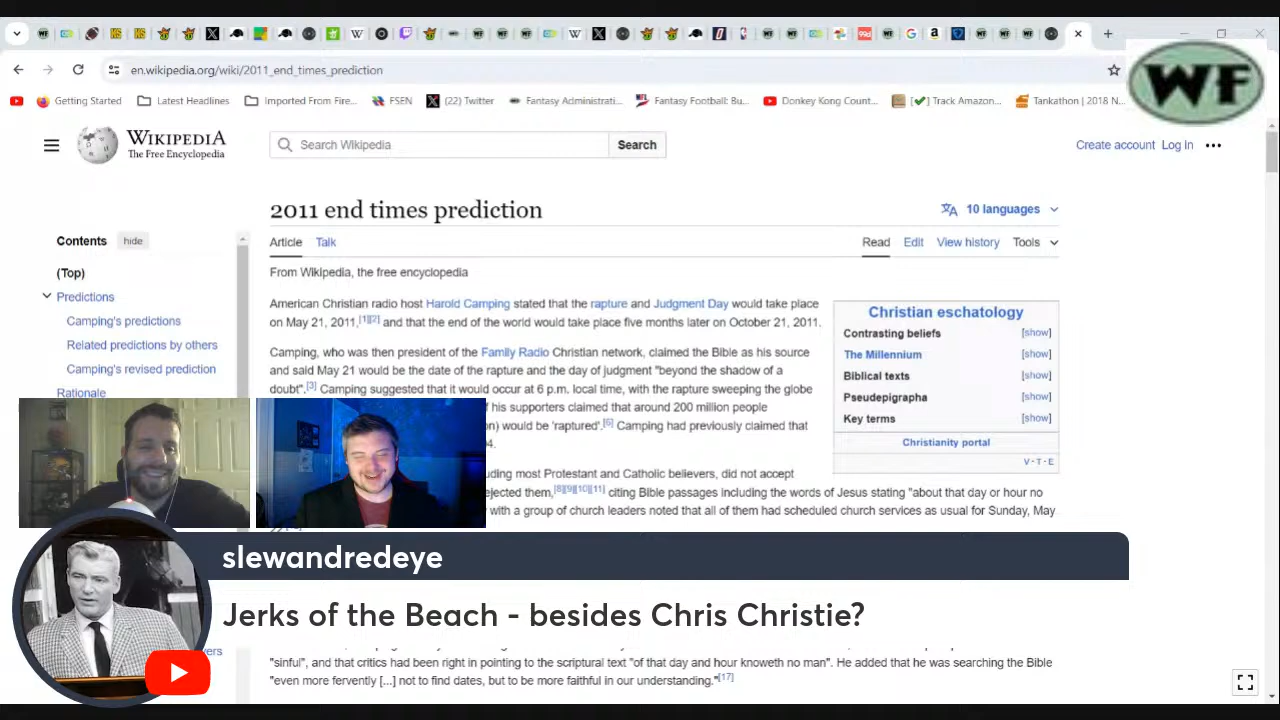 en.wikipedia.org/wiki/2011_end_times_prediction
WF
Getting Started
Latest Headlines
Imported From Fire...
FSEN
(22) Twitter
Fantasy Administrati...
Fantasy Football: Bu...
Donkey Kong Count...
Track Amazon...
Tankathon | 2018 N...
WIKIPEDIA
The Free Encyclopedia
Search Wikipedia
Search
Create account Log in
2011 end times prediction
10 languages
Contents hide
Article Talk
Read Edit View history Tools
(Top)
From Wikipedia, the free encyclopedia
Predictions
Camping's predictions
Related predictions by others
Camping's revised prediction
Rationale
American Christian radio host Harold Camping stated that the rapture and Judgment Day would take place
on May 21, 2011,[1][2] and that the end of the world would take place five months later on October 21, 2011.
Camping, who was then president of the Family Radio Christian network, claimed the Bible as his source
and said May 21 would be the date of the rapture and the day of judgment "beyond the shadow of a
doubt".[3] Camping suggested that it would occur at 6 p.m. local time, with the rapture sweeping the globe
his supporters claimed that around 200 million people
would be 'raptured'.[6] Camping had previously claimed that
most Protestant and Catholic believers, did not accept
[8][9][10][11] citing Bible passages including the words of Jesus stating "about that day or hour no
with a group of church leaders noted that all of them had scheduled church services as usual for Sunday, May
Christian eschatology
Contrasting beliefs [show]
The Millennium [show]
Biblical texts [show]
Pseudepigrapha [show]
Key terms [show]
Christianity portal
V·T·E
slewandredeye
Jerks of the Beach - besides Chris Christie?
"sinful", and that critics had been right in pointing to the scriptural text "of that day and hour knoweth no man". He added that he was searching the Bible
"even more fervently [...] not to find dates, but to be more faithful in our understanding."[17]